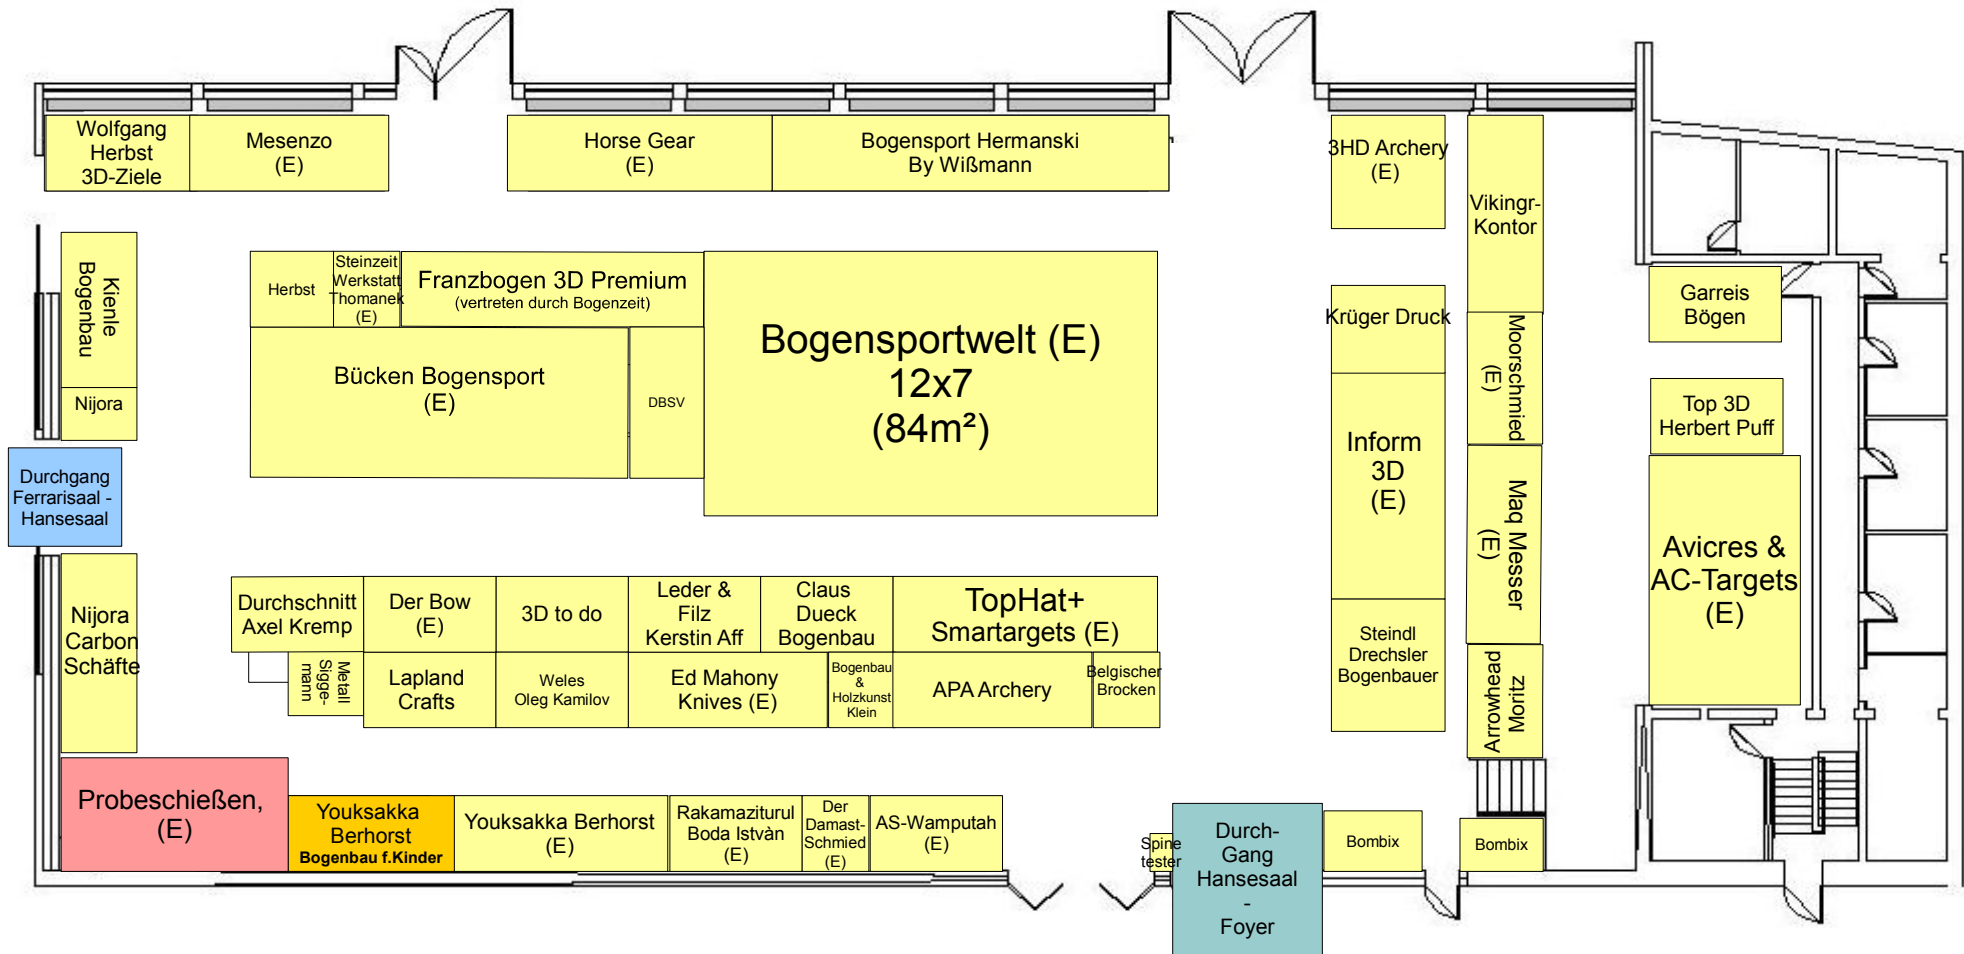 Wolfgang
Herbst
3D-Ziele
Mesenzo
(E)
Horse Gear
(E)
Bogensport Hermanski
By Wißmann
3HD Archery
(E)
Vikingr-
Kontor
Kienle
Bogenbau
Nijora
Herbst
Steinzeit
Werkstatt
Thomanek
(E)
Franzbogen 3D Premium
(vertreten durch Bogenzeit)
Bücken Bogensport
(E)
DBSV
Bogensportwelt (E)
12x7
(84m²)
Krüger Druck
Moorschmied
(E)
Garreis
Bögen
Top 3D
Herbert Puff
Inform
3D
(E)
Maq Messer
(E)
Avicres &
AC-Targets
(E)
Durchgang
Ferrarisaal -
Hansesaal
Nijora
Carbon
Schäfte
Durchschnitt
Axel Kremp
Der Bow
(E)
3D to do
Leder &
Filz
Kerstin Aff
Claus
Dueck
Bogenbau
TopHat+
Smartargets (E)
Metall
Sigge-
mann
Lapland
Crafts
Weles
Oleg Kamilov
Ed Mahony
Knives (E)
Bogenbau
&
Holzkunst
Klein
APA Archery
Belgischer
Brocken
Steindl
Drechsler
Bogenbauer
Arrowhead
Moritz
Probeschießen,
(E)
Youksakka
Berhorst
Bogenbau f.Kinder
Youksakka Berhorst
(E)
Rakamaziturul
Boda Istvàn
(E)
Der
Damast-
Schmied
(E)
AS-Wamputah
(E)
Spine
tester
Durch-
Gang
Hansesaal
-
Foyer
Bombix
Bombix